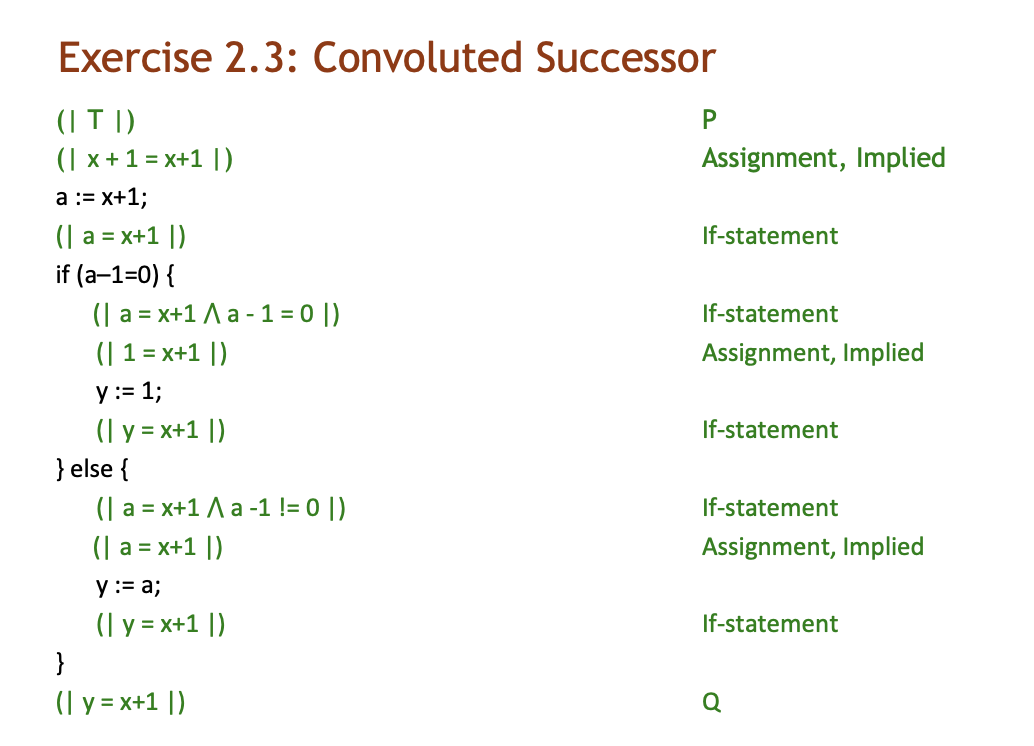 Exercise 2.3: Convoluted Successor
(| T |) P
(| x + 1 = x+1 |) Assignment, Implied
a := x+1;
(| a = x+1 |) If-statement
if (a–1=0) {
(| a = x+1 /\ a - 1 = 0 |) If-statement
(| 1 = x+1 |) Assignment, Implied
y := 1;
(| y = x+1 |) If-statement
} else {
(| a = x+1 /\ a -1 != 0 |) If-statement
(| a = x+1 |) Assignment, Implied
y := a;
(| y = x+1 |) If-statement
}
(| y = x+1 |) Q